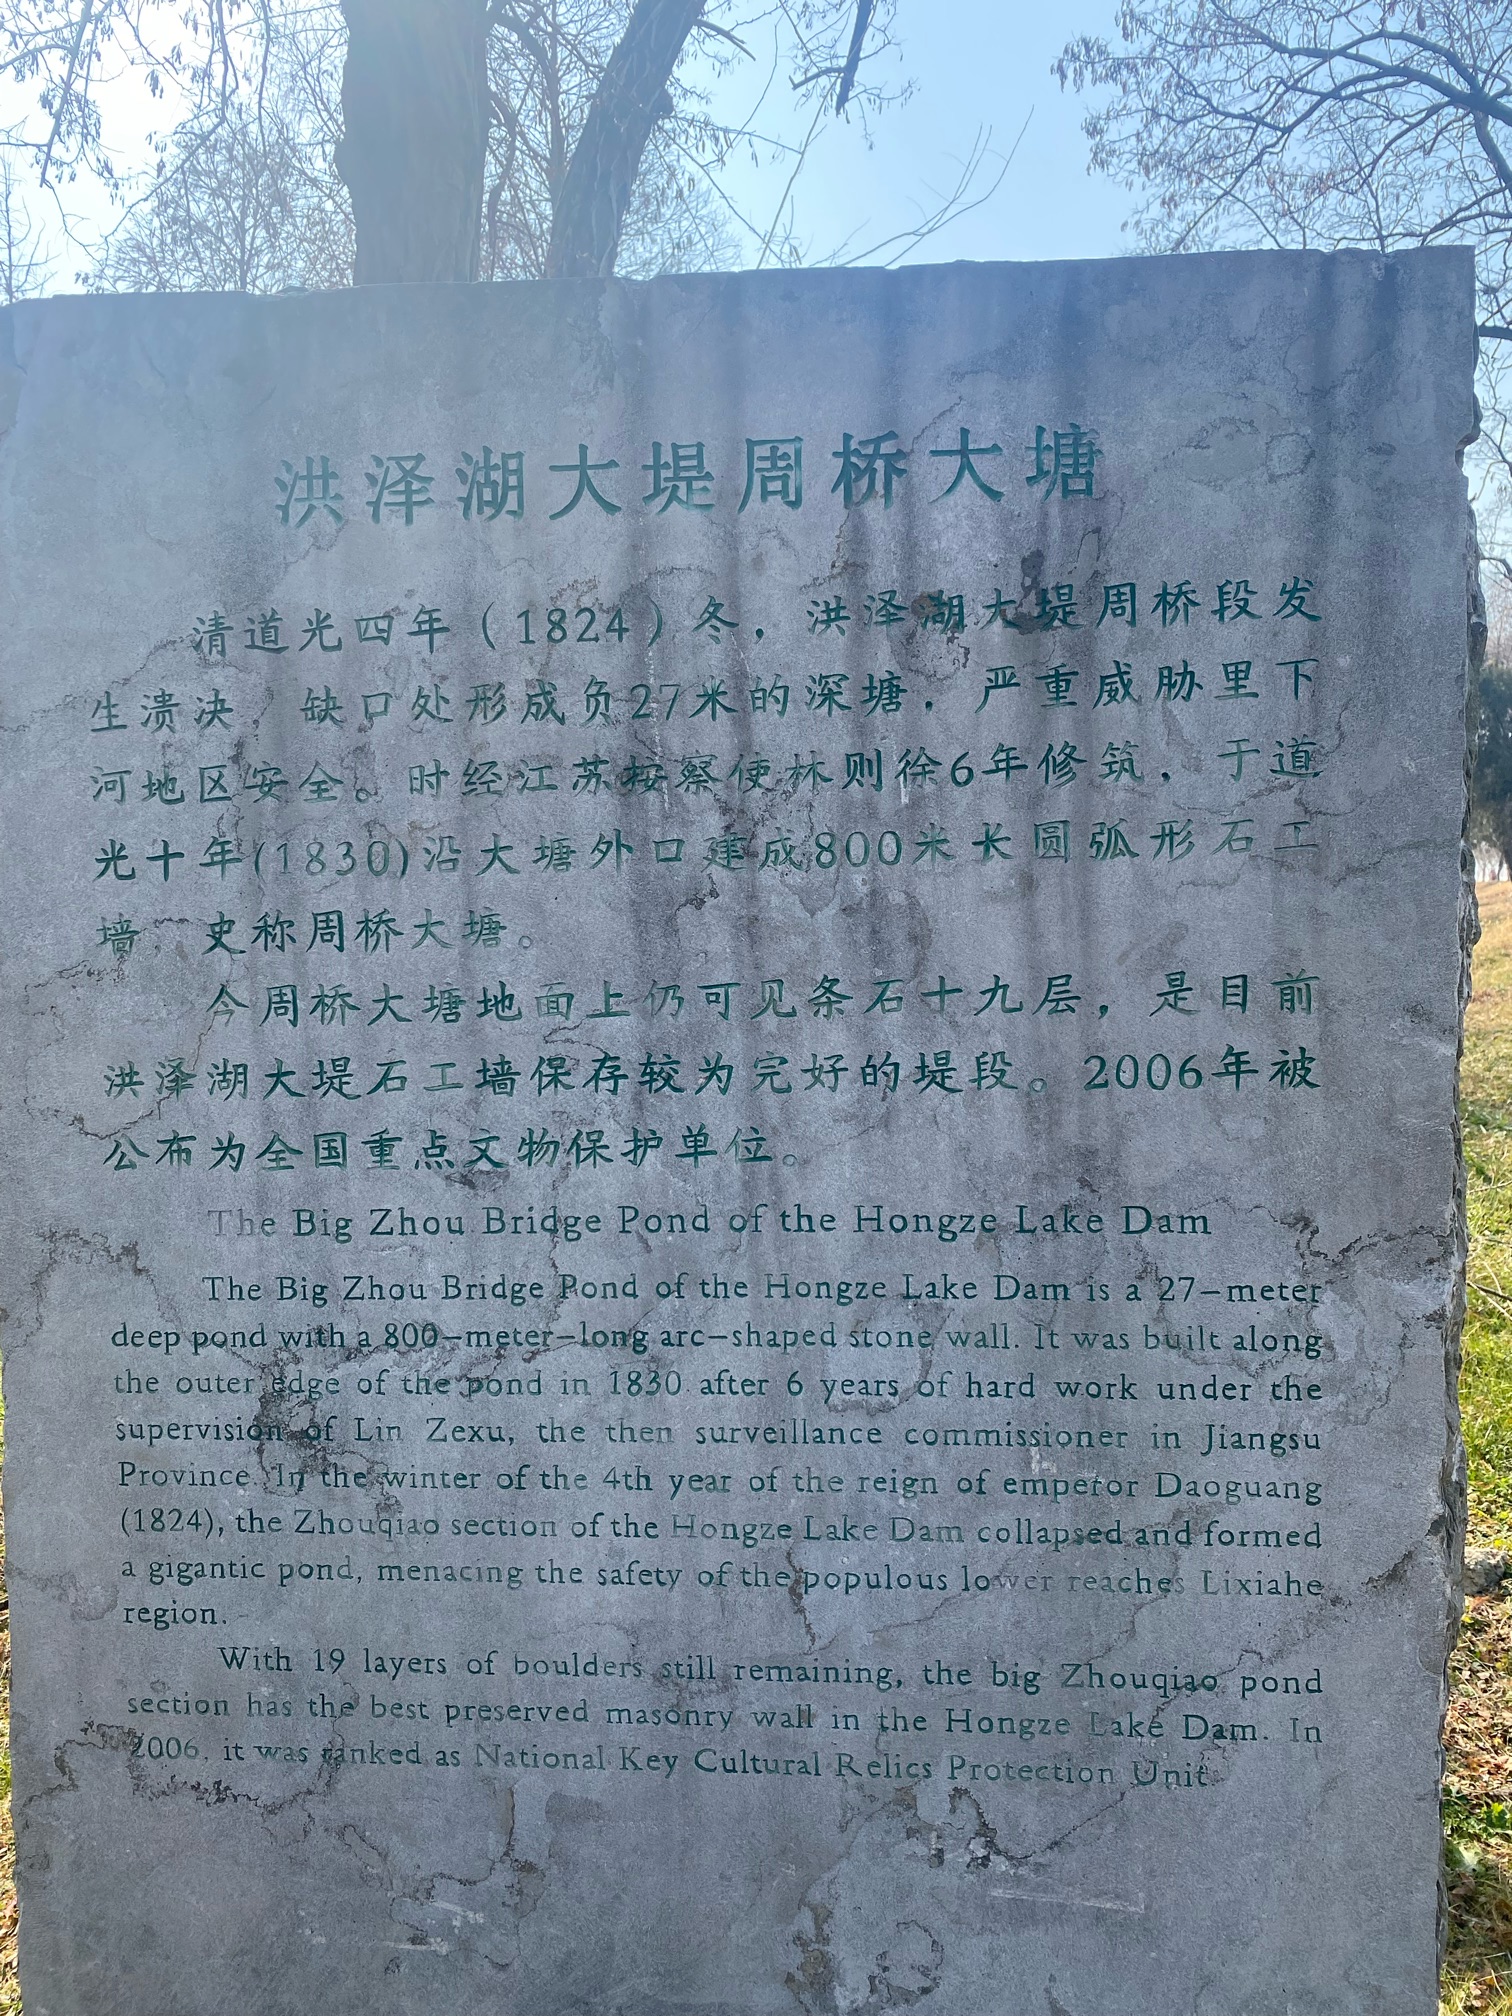 洪泽湖大堤周桥大塘
清道光四年（1824）冬，洪泽湖大堤周桥段发
生溃决，缺口处形成负27米的深塘，严重威胁里下
河地区安全。时经江苏按察使林则徐6年修筑，于道
光十年(1830)沿大塘外口建成800米长圆弧形石工
墙，史称周桥大塘。
今周桥大塘地面上仍可见条石十九层，是目前
洪泽湖大堤石工墙保存较为完好的堤段。2006年被
公布为全国重点文物保护单位。
The Big Zhou Bridge Pond of the Hongze Lake Dam
The Big Zhou Bridge Pond of the Hongze Lake Dam is a 27-meter
deep pond with a 800-meter-long arc-shaped stone wall. It was built along
the outer edge of the pond in 1830 after 6 years of hard work under the
supervision of Lin Zexu, the then surveillance commissioner in Jiangsu
Province. In the winter of the 4th year of the reign of emperor Daoguang
(1824), the Zhouqiao section of the Hongze Lake Dam collapsed and formed
a gigantic pond, menacing the safety of the populous lower reaches Lixiahe
region.
With 19 layers of boulders still remaining, the big Zhouqiao pond
section has the best preserved masonry wall in the Hongze Lake Dam. In
2006, it was ranked as National Key Cultural Relics Protection Unit